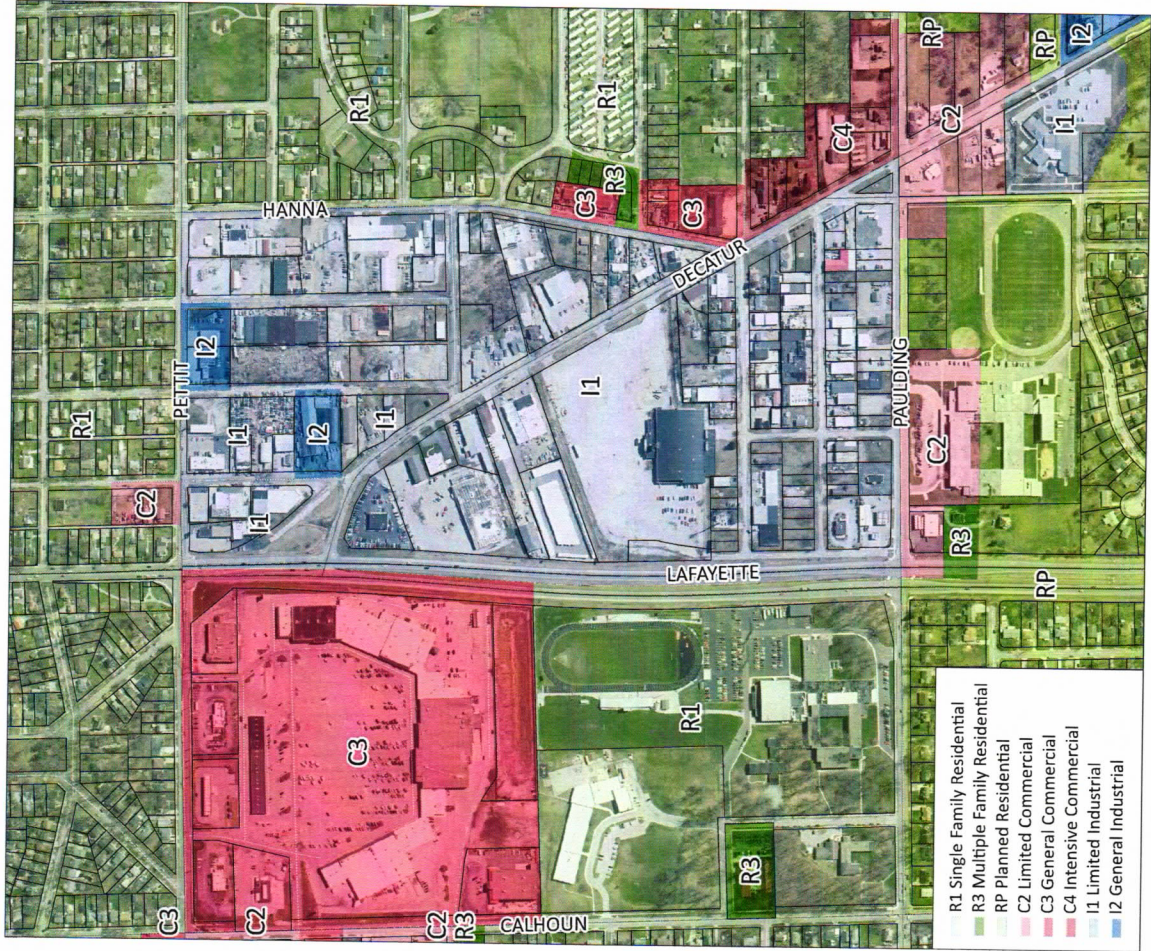 R1
PETTIT
C2
HANNA
R1
R1
I2
I1
I2
I1
I1
C3
R3
C3
DECATUR
I1
C4
RP
C2
RP
I2
I1
PAULDING
C2
R3
LAFAYETTE
RP
C3
C2
C3
C2
R3
CALHOUN
R1
R3
R1 Single Family Residential
R3 Multiple Family Residential
RP Planned Residential
C2 Limited Commercial
C3 General Commercial
C4 Intensive Commercial
I1 Limited Industrial
I2 General Industrial